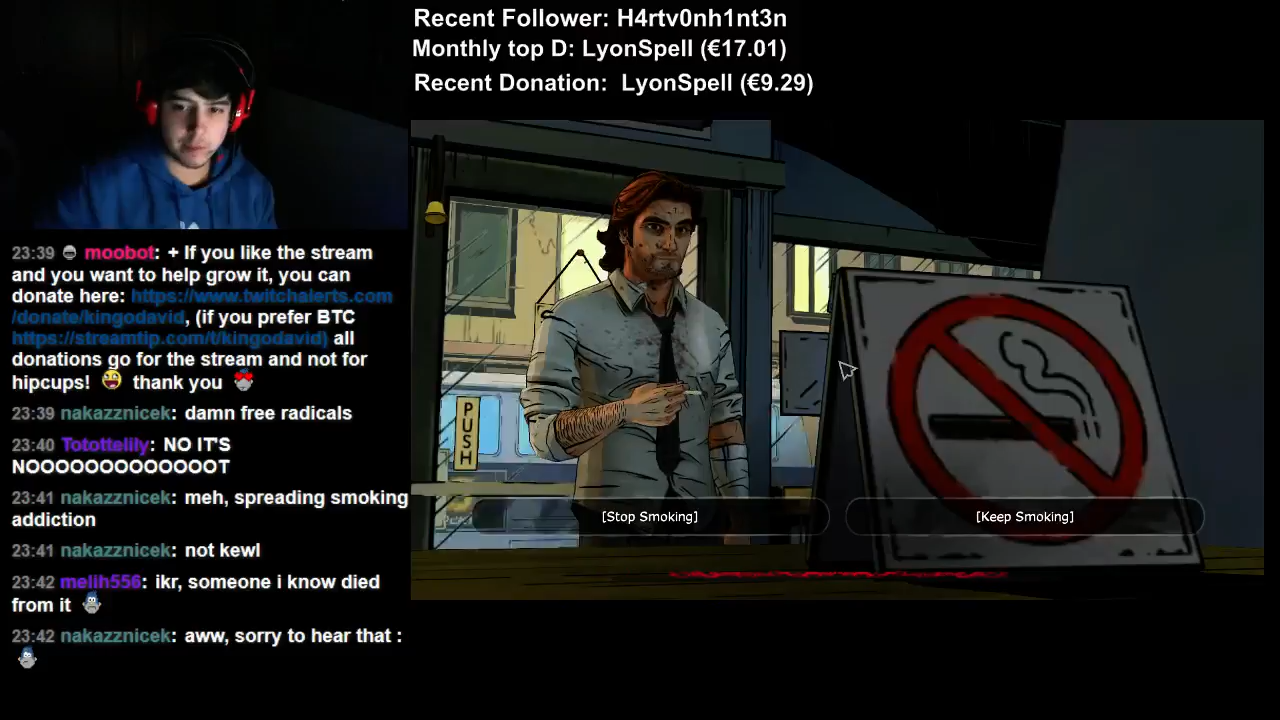 Recent Follower: H4rtv0nh1nt3n
Monthly top D: LyonSpell (€17.01)
Recent Donation: LyonSpell (€9.29)
23:39 moobot: + If you like the stream
and you want to help grow it, you can
donate here: https://www.twitchalerts.com
/donate/kingodavid, (if you prefer BTC
https://streamtip.com/t/kingodavid) all
donations go for the stream and not for
hipcups! thank you
23:39 nakazznicek: damn free radicals
23:40 Totottelily: NO IT'S
NOOOOOOOOOOOOOT
23:41 nakazznicek: meh, spreading smoking
addiction
23:41 nakazznicek: not kewl
23:42 melih556: ikr, someone i know died
from it
23:42 nakazznicek: aww, sorry to hear that :
PUSH
[Stop Smoking]
[Keep Smoking]